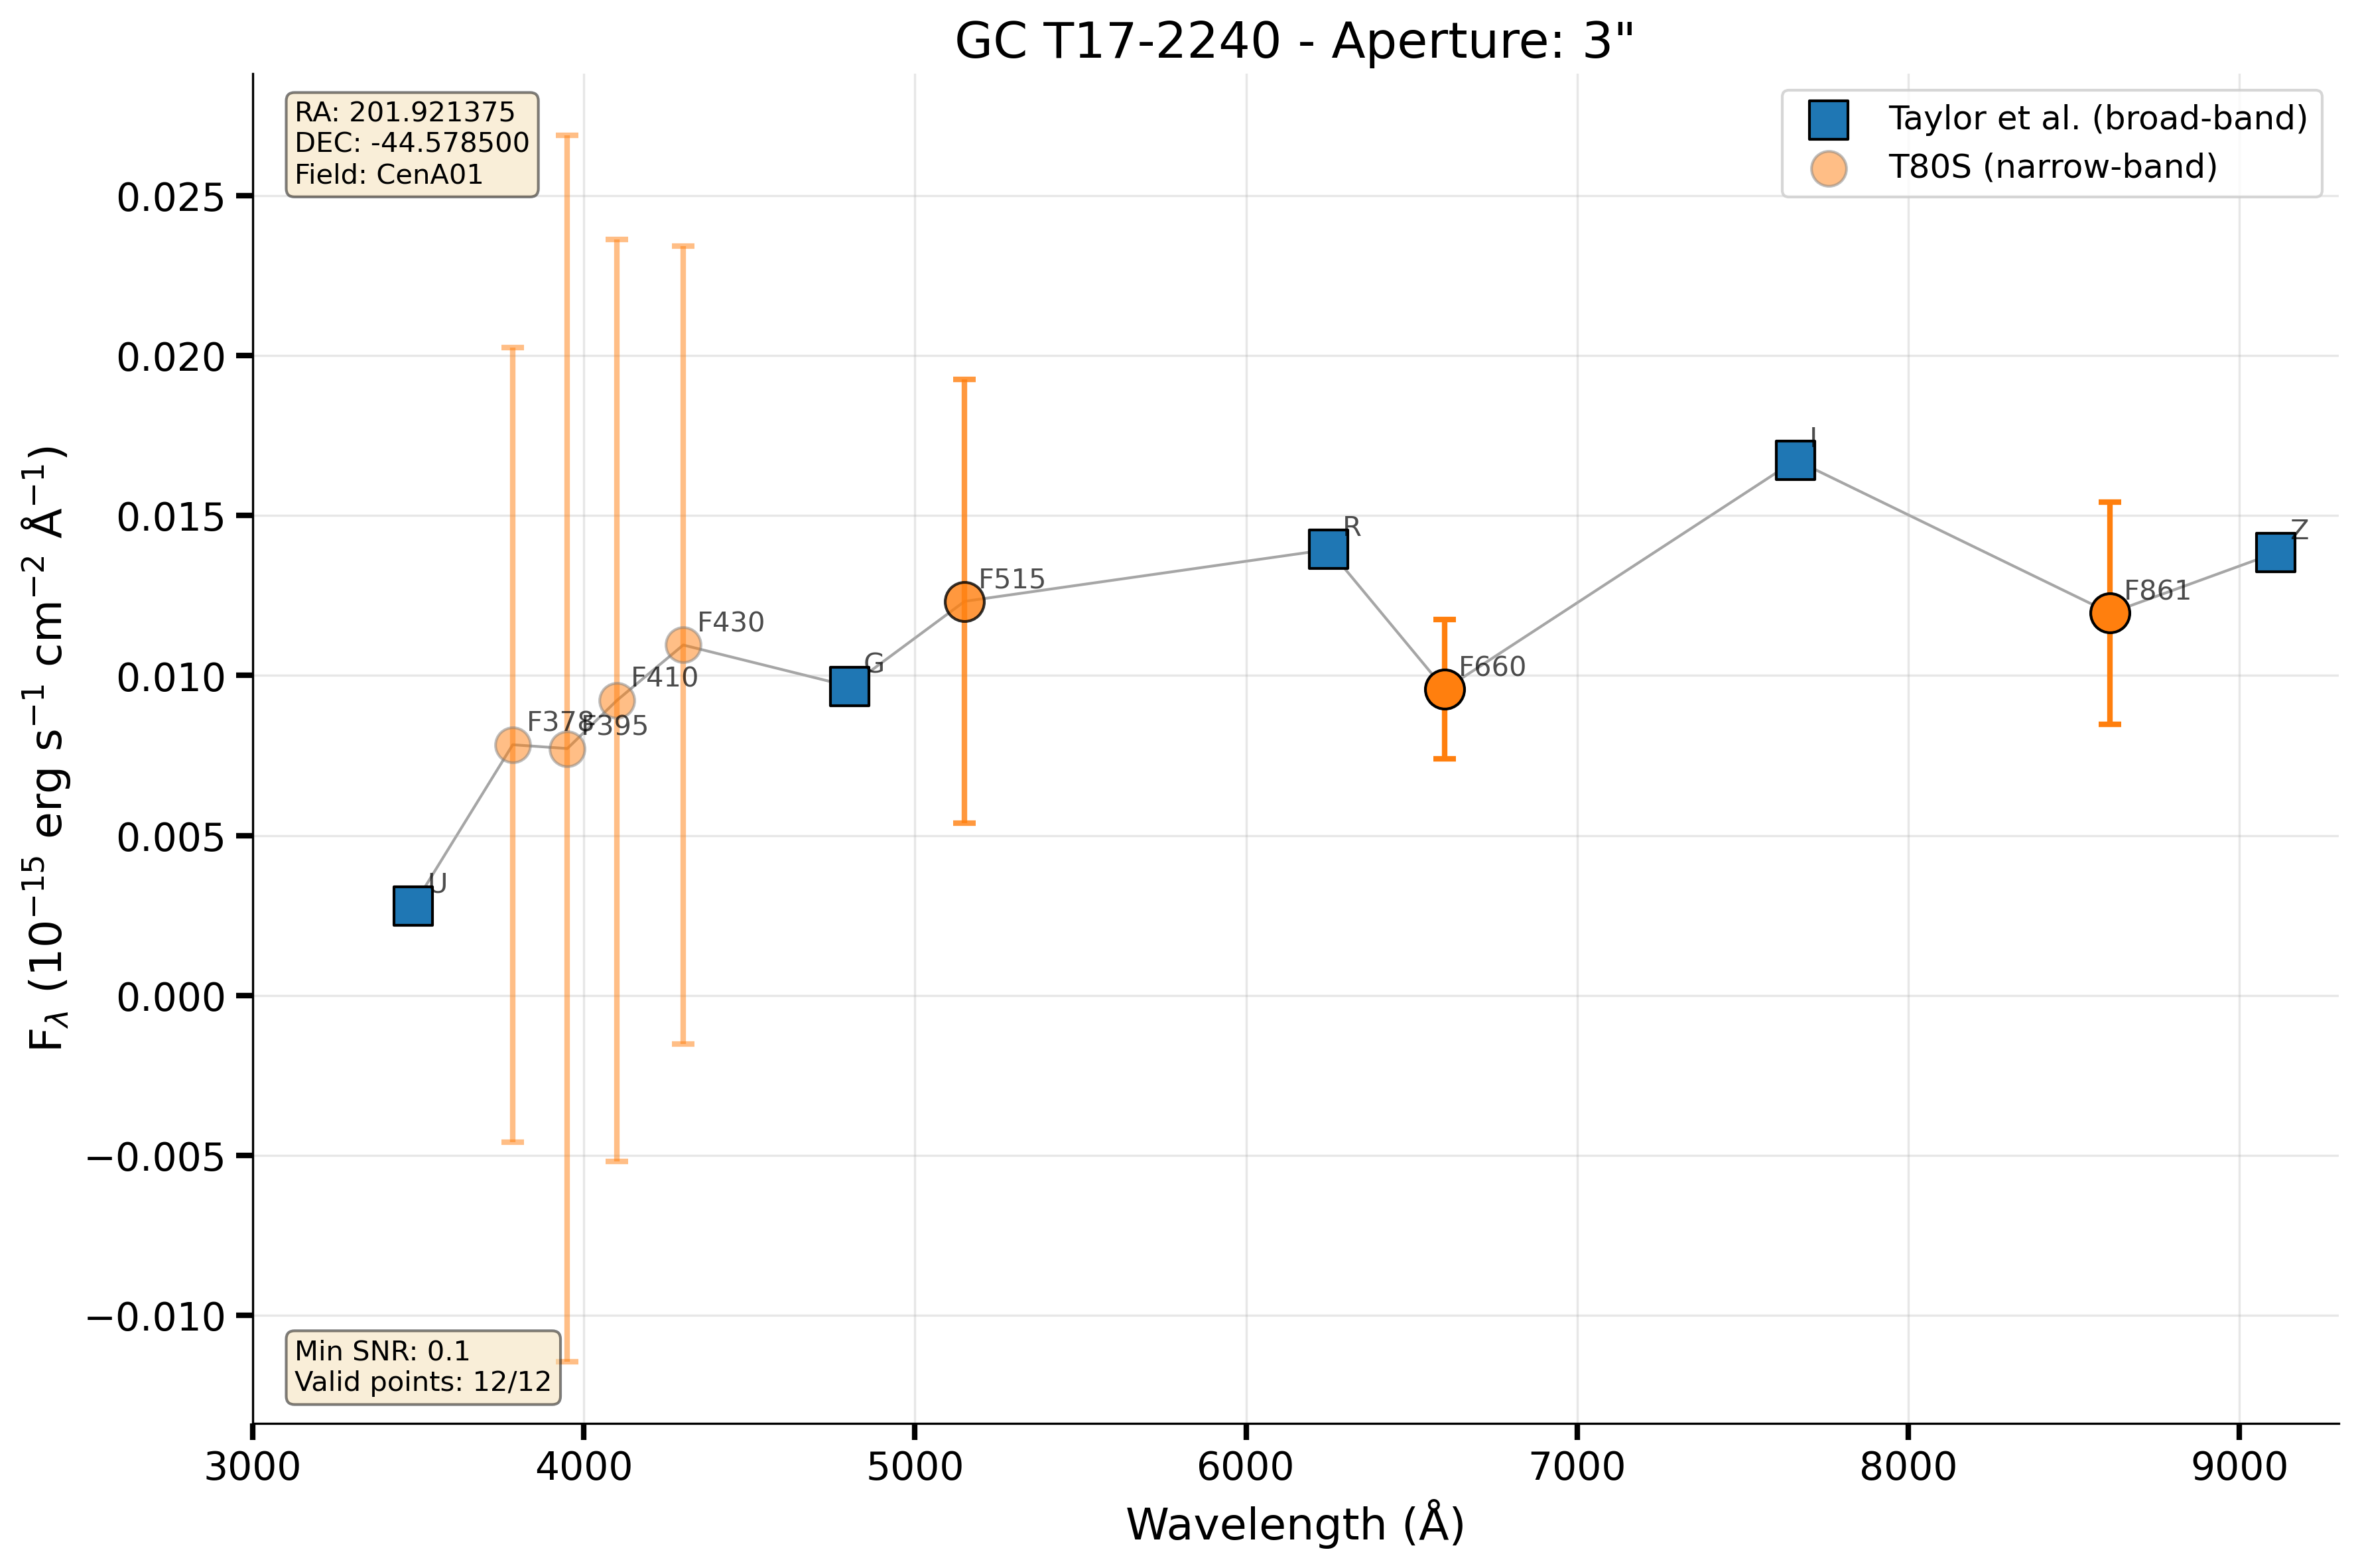 GC T17-2240 - Aperture: 3"
RA: 201.921375
DEC: -44.578500
Field: CenA01
Taylor et al. (broad-band)
T80S (narrow-band)
F_λ (10⁻¹⁵ erg s⁻¹ cm⁻² Å⁻¹)
0.025
0.020
0.015
0.010
0.005
0.000
−0.005
−0.010
U
F378
F395
F410
F430
G
F515
R
F660
I
F861
Z
Min SNR: 0.1
Valid points: 12/12
3000 4000 5000 6000 7000 8000 9000
Wavelength (Å)